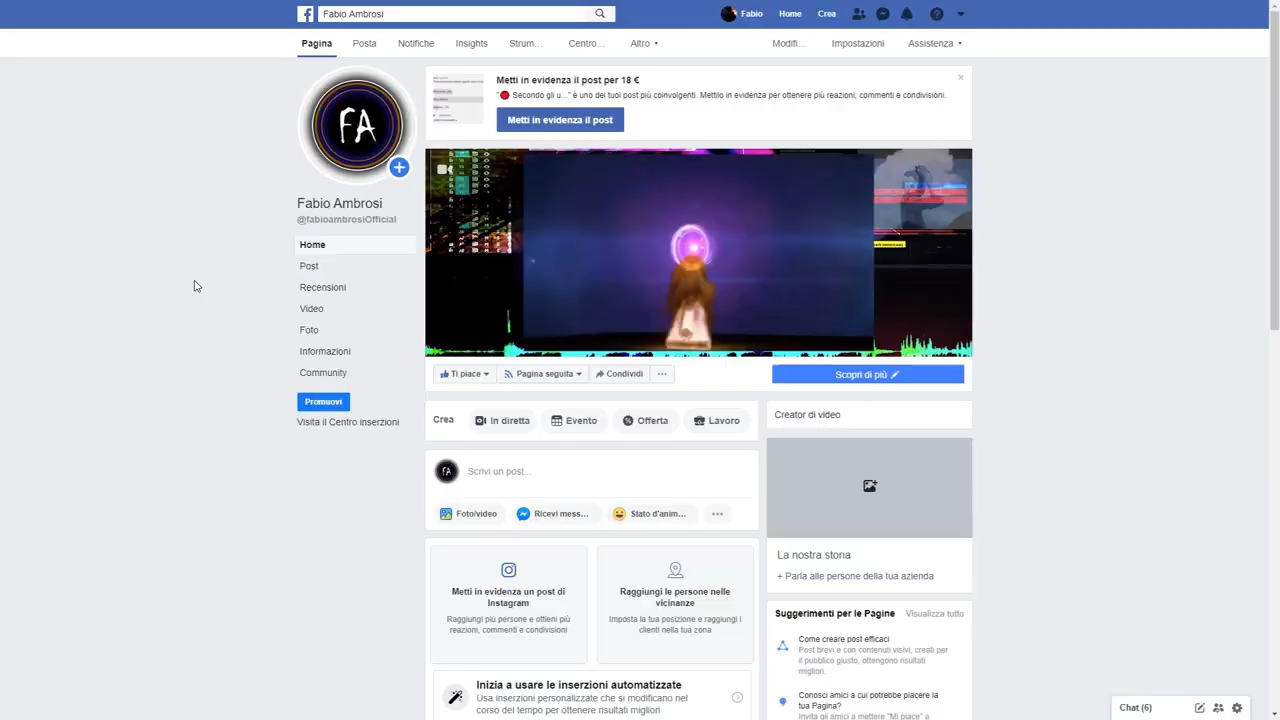 Fabio Ambrosi
Fabio
Home
Crea
Pagina
Posta
Notifiche
Insights
Strum...
Centro...
Altro
Modifi...
Impostazioni
Assistenza
FA
Fabio Ambrosi
@fabioambrosiOfficial
Home
Post
Recensioni
Video
Foto
Informazioni
Community
Promuovi
Visita il Centro inserzioni
Metti in evidenza il post per 18 €
"🔴 Secondo gli u..." è uno dei tuoi post più coinvolgenti. Mettilo in evidenza per ottenere più reazioni, commenti e condivisioni.
Metti in evidenza il post
Ti piace
Pagina seguita
Condividi
Scopri di più
Crea
In diretta
Evento
Offerta
Lavoro
FA
Scrivi un post...
Foto/video
Ricevi mess...
Stato d'anim...
Metti in evidenza un post di
Instagram
Raggiungi più persone e ottieni più
reazioni, commenti e condivisioni
Raggiungi le persone nelle
vicinanze
Imposta la tua posizione e raggiungi i
clienti nella tua zona
Inizia a usare le inserzioni automatizzate
Usa inserzioni personalizzate che si modificano nel
corso del tempo per ottenere risultati migliori
Creator di video
La nostra storia
+ Parla alle persone della tua azienda
Suggerimenti per le Pagine
Visualizza tutto
Come creare post efficaci
Post brevi e con contenuti visivi, creati per
il pubblico giusto, ottengono risultati
migliori.
Conosci amici a cui potrebbe piacere la
tua Pagina?
Invita gli amici a mettere "Mi piace" a
Chat (6)